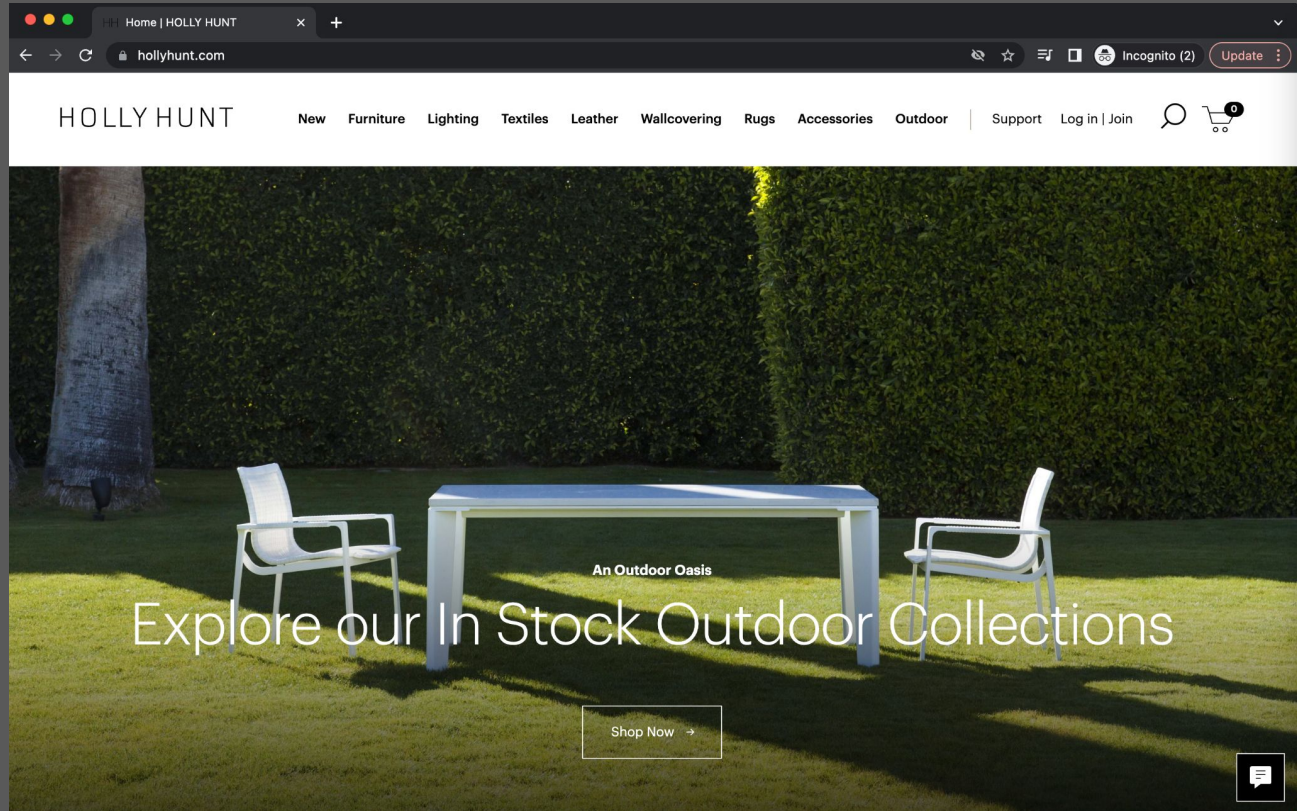 HH Home | HOLLY HUNT
hollyhunt.com
Incognito (2)
Update
HOLLY HUNT
New Furniture Lighting Textiles Leather Wallcovering Rugs Accessories Outdoor Support Log in | Join 0
An Outdoor Oasis
Explore our In Stock Outdoor Collections
Shop Now →